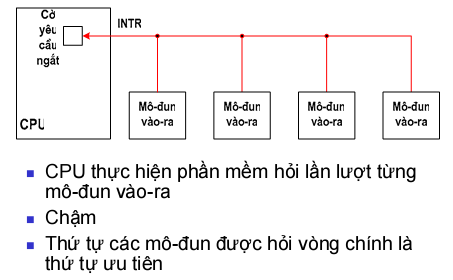 Cờ
yêu
cầu
ngắt
INTR
CPU
Mô-đun
vào-ra
Mô-đun
vào-ra
Mô-đun
vào-ra
Mô-đun
vào-ra
CPU thực hiện phần mềm hỏi lần lượt từng
mô-đun vào-ra
Chậm
Thứ tự các mô-đun được hỏi vòng chính là
thứ tự ưu tiên